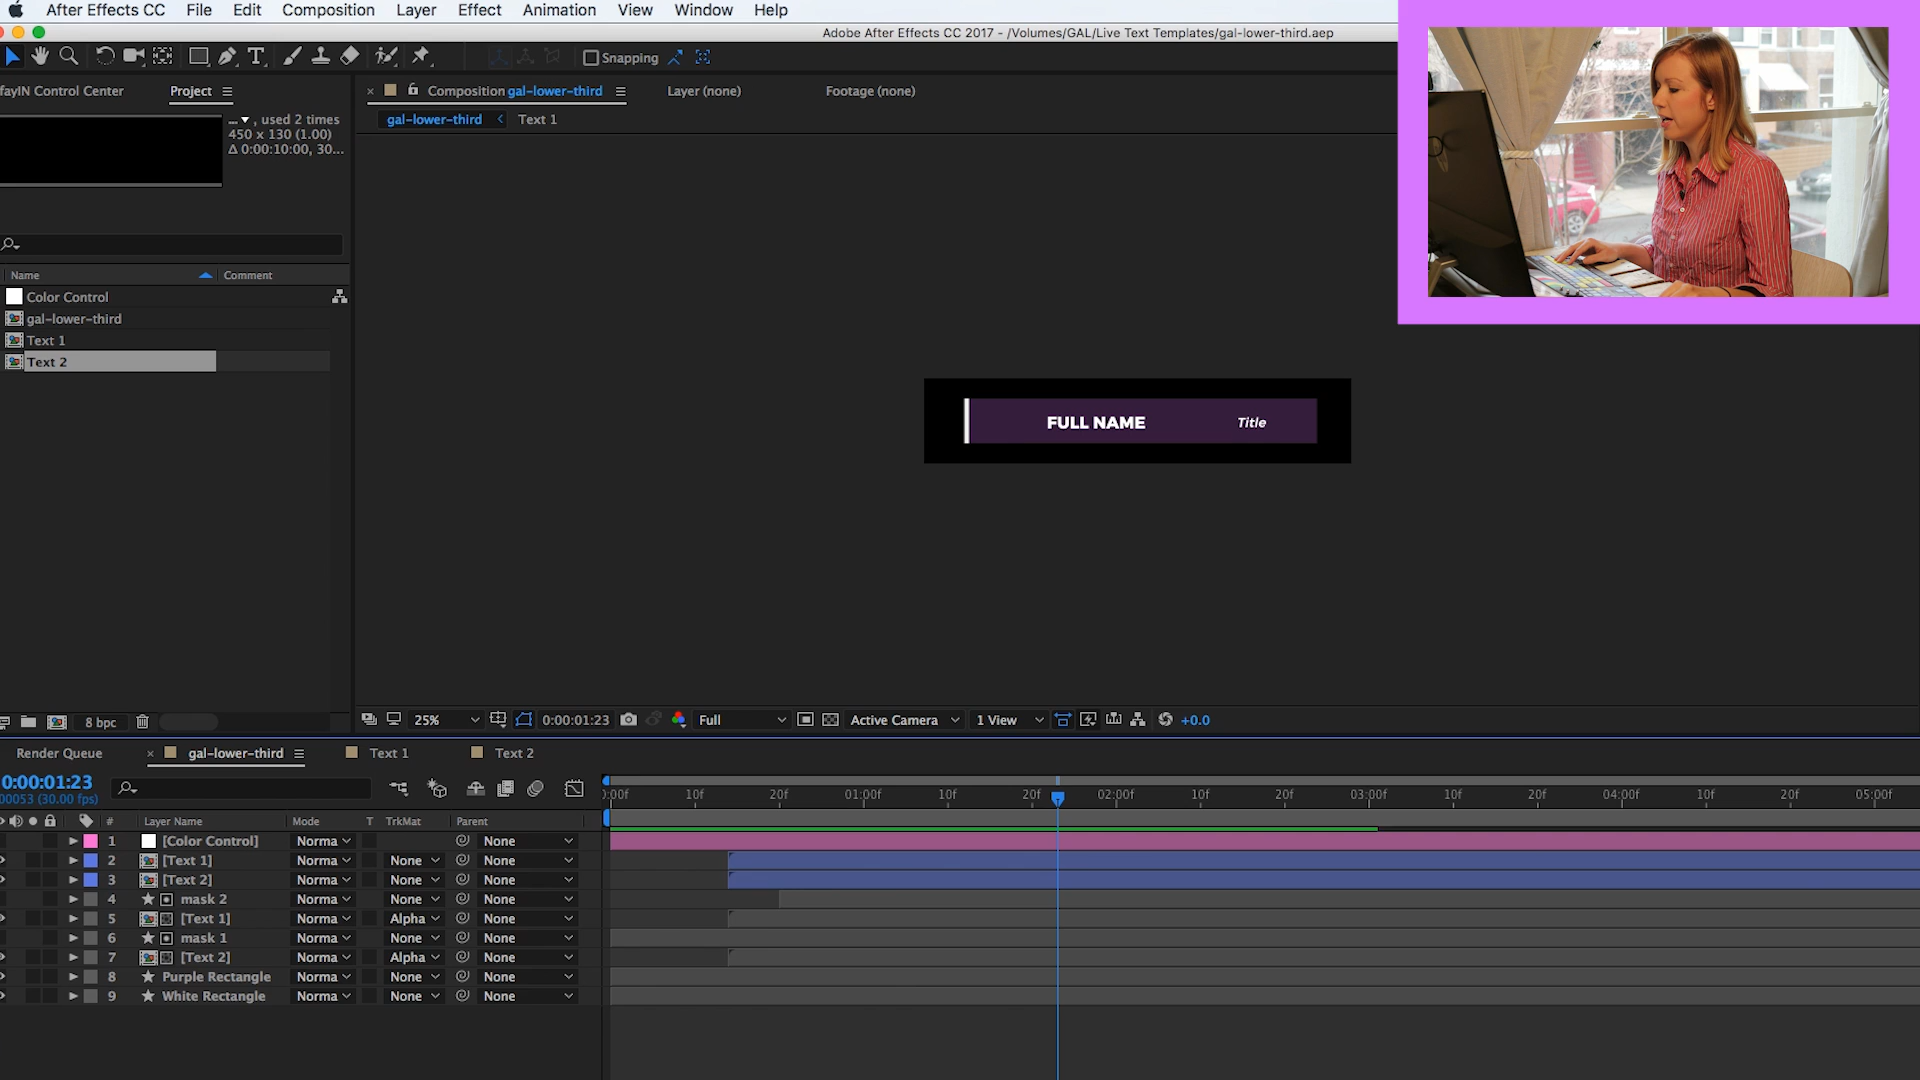 After Effects CC File Edit Composition Layer Effect Animation View Window Help
Adobe After Effects CC 2017 - /Volumes/GAL/Live Text Templates/gal-lower-third.aep
Snapping
fayIN Control Center Project
Composition gal-lower-third Layer (none) Footage (none)
gal-lower-third Text 1
... , used 2 times
450 x 130 (1.00)
Δ 0:00:10:00, 30...
Name Comment
Color Control
gal-lower-third
Text 1
Text 2
FULL NAME Title
8 bpc
25% 0:00:01:23 Full Active Camera 1 View +0.0
Render Queue gal-lower-third Text 1 Text 2
0:00:01:23
00053 (30.00 fps)
0:00f 10f 20f 01:00f 10f 20f 02:00f 10f 20f 03:00f 10f 20f 04:00f 10f 20f 05:00f
# Layer Name Mode T TrkMat Parent
1 [Color Control] Norma None
2 [Text 1] Norma None None
3 [Text 2] Norma None None
4 mask 2 Norma None None
5 [Text 1] Norma Alpha None
6 mask 1 Norma None None
7 [Text 2] Norma Alpha None
8 Purple Rectangle Norma None None
9 White Rectangle Norma None None